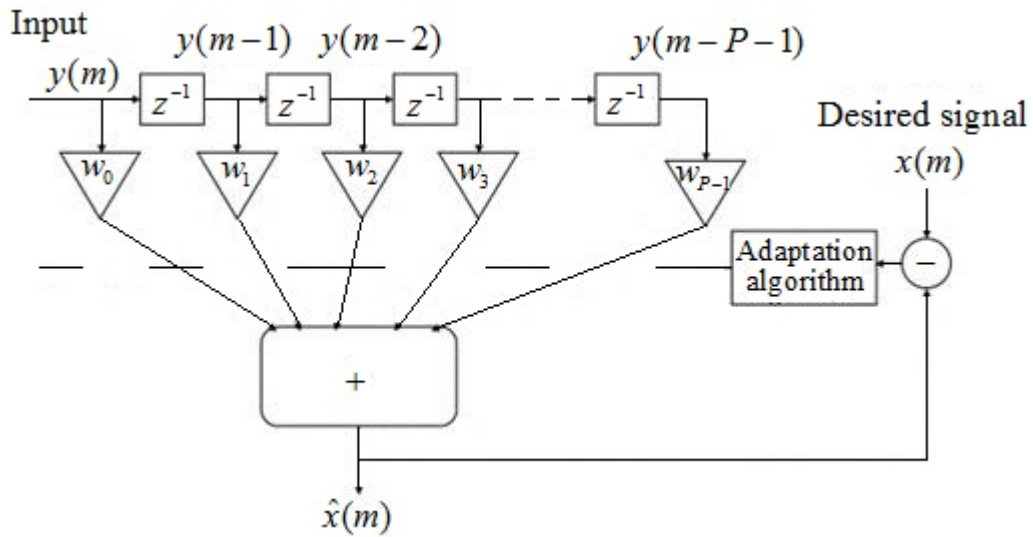 Input
y(m)
y(m−1)
y(m−2)
y(m−P−1)
z⁻¹
z⁻¹
z⁻¹
z⁻¹
Desired signal
x(m)
w₀
w₁
w₂
w₃
w_{P−1}
Adaptation
algorithm
−
+
x̂(m)